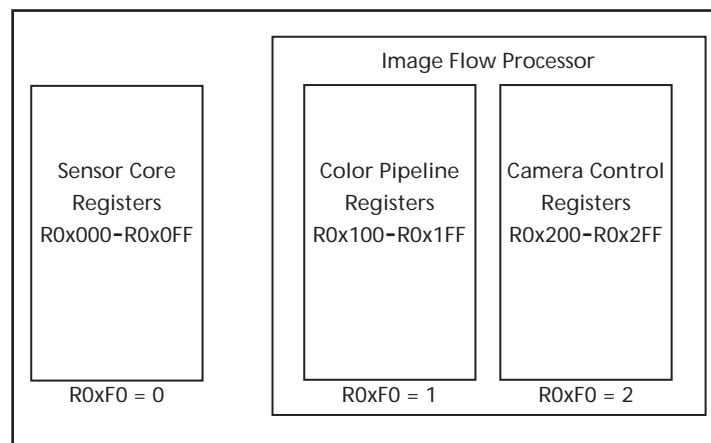 Image Flow Processor
Sensor Core
Registers
R0x000-R0x0FF
Color Pipeline
Registers
R0x100-R0x1FF
Camera Control
Registers
R0x200-R0x2FF
R0xF0 = 0
R0xF0 = 1
R0xF0 = 2